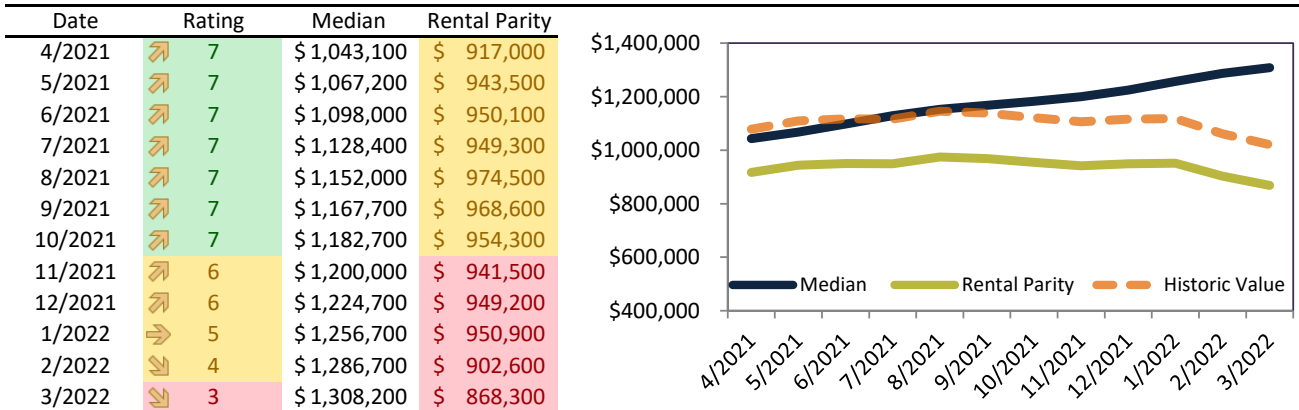 Date Rating Median Rental Parity
4/2021 7 $ 1,043,100 $ 917,000
5/2021 7 $ 1,067,200 $ 943,500
6/2021 7 $ 1,098,000 $ 950,100
7/2021 7 $ 1,128,400 $ 949,300
8/2021 7 $ 1,152,000 $ 974,500
9/2021 7 $ 1,167,700 $ 968,600
10/2021 7 $ 1,182,700 $ 954,300
11/2021 6 $ 1,200,000 $ 941,500
12/2021 6 $ 1,224,700 $ 949,200
1/2022 5 $ 1,256,700 $ 950,900
2/2022 4 $ 1,286,700 $ 902,600
3/2022 3 $ 1,308,200 $ 868,300
$1,400,000
$1,200,000
$1,000,000
$800,000
$600,000
$400,000
Median Rental Parity Historic Value
4/2021 5/2021 6/2021 7/2021 8/2021 9/2021 10/2021 11/2021 12/2021 1/2022 2/2022 3/2022